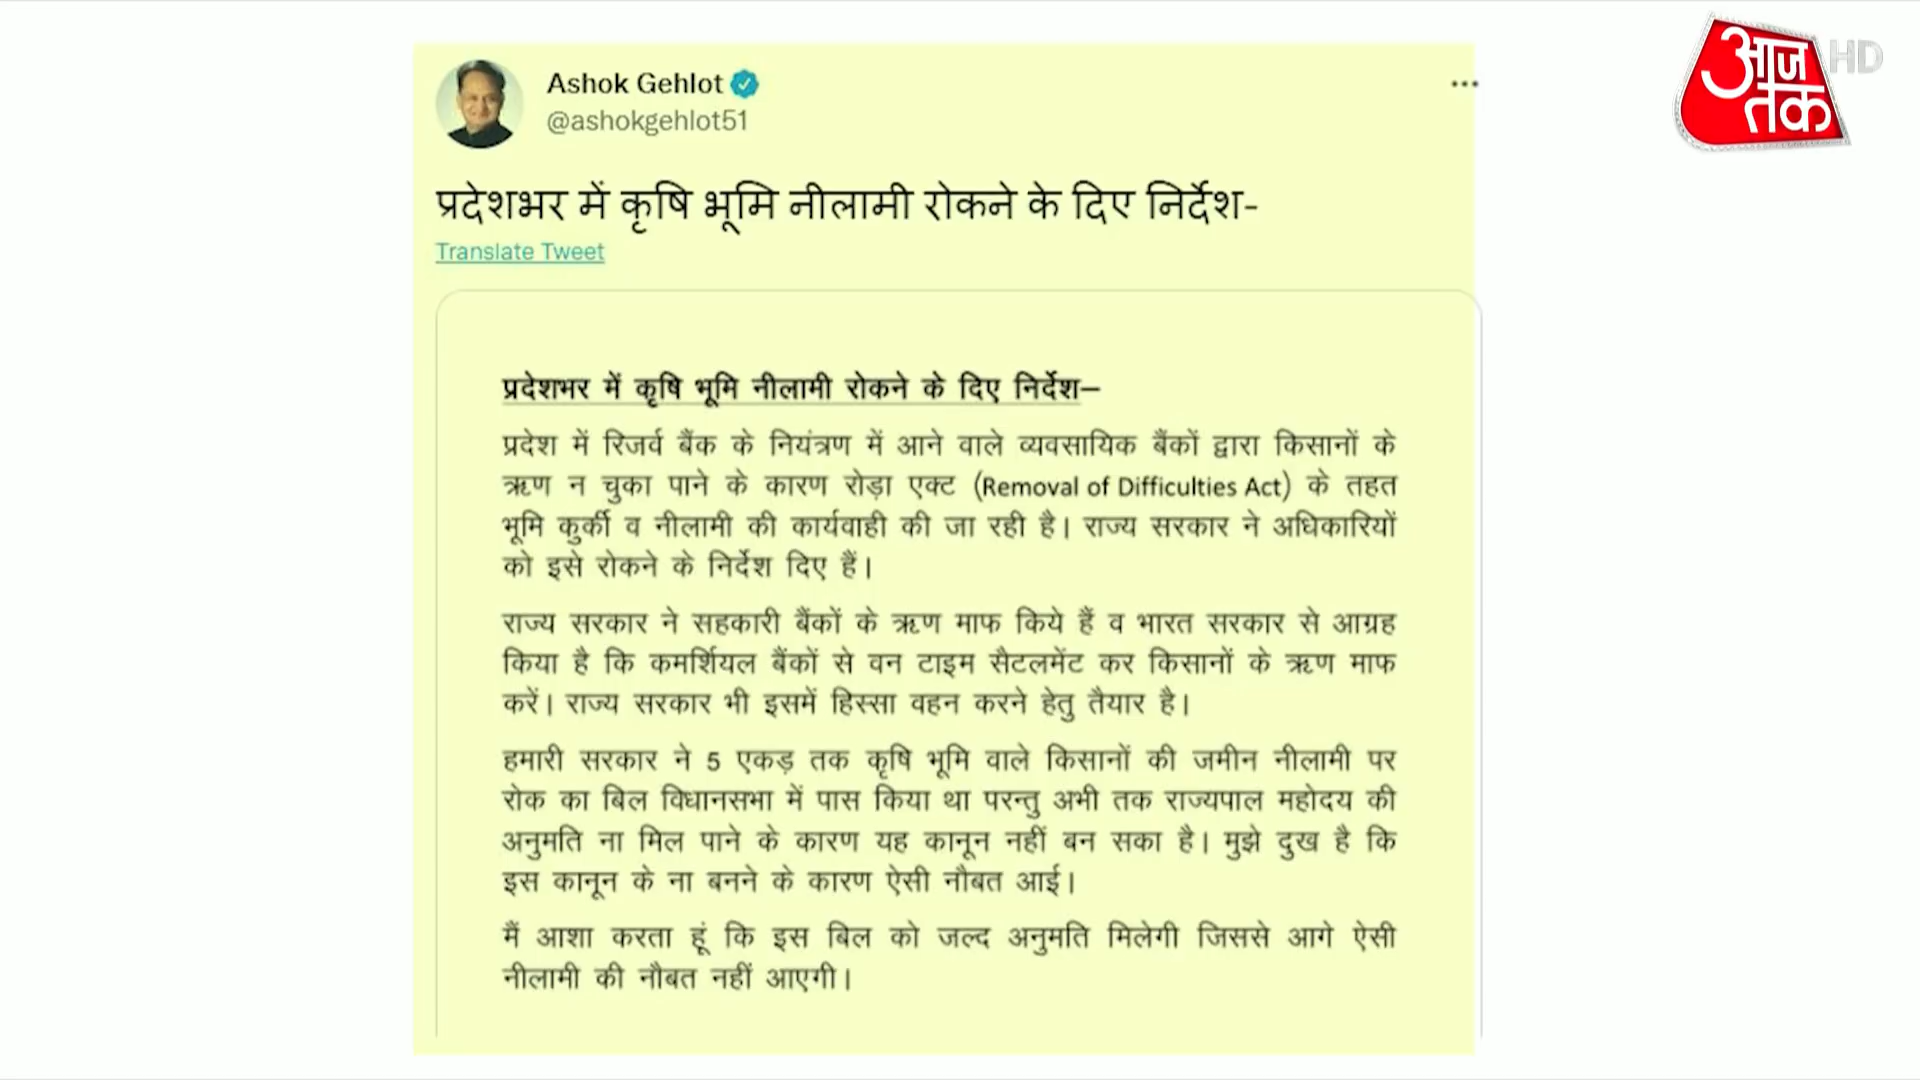 आज तक HD
Ashok Gehlot
@ashokgehlot51
प्रदेशभर में कृषि भूमि नीलामी रोकने के दिए निर्देश-
Translate Tweet
प्रदेशभर में कृषि भूमि नीलामी रोकने के दिए निर्देश–
प्रदेश में रिजर्व बैंक के नियंत्रण में आने वाले व्यवसायिक बैंकों द्वारा किसानों के
ऋण न चुका पाने के कारण रोड़ा एक्ट (Removal of Difficulties Act) के तहत
भूमि कुर्की व नीलामी की कार्यवाही की जा रही है। राज्य सरकार ने अधिकारियों
को इसे रोकने के निर्देश दिए हैं।
राज्य सरकार ने सहकारी बैंकों के ऋण माफ किये हैं व भारत सरकार से आग्रह
किया है कि कमर्शियल बैंकों से वन टाइम सैटलमेंट कर किसानों के ऋण माफ
करें। राज्य सरकार भी इसमें हिस्सा वहन करने हेतु तैयार है।
हमारी सरकार ने 5 एकड़ तक कृषि भूमि वाले किसानों की जमीन नीलामी पर
रोक का बिल विधानसभा में पास किया था परन्तु अभी तक राज्यपाल महोदय की
अनुमति ना मिल पाने के कारण यह कानून नहीं बन सका है। मुझे दुख है कि
इस कानून के ना बनने के कारण ऐसी नौबत आई।
मैं आशा करता हूं कि इस बिल को जल्द अनुमति मिलेगी जिससे आगे ऐसी
नीलामी की नौबत नहीं आएगी।